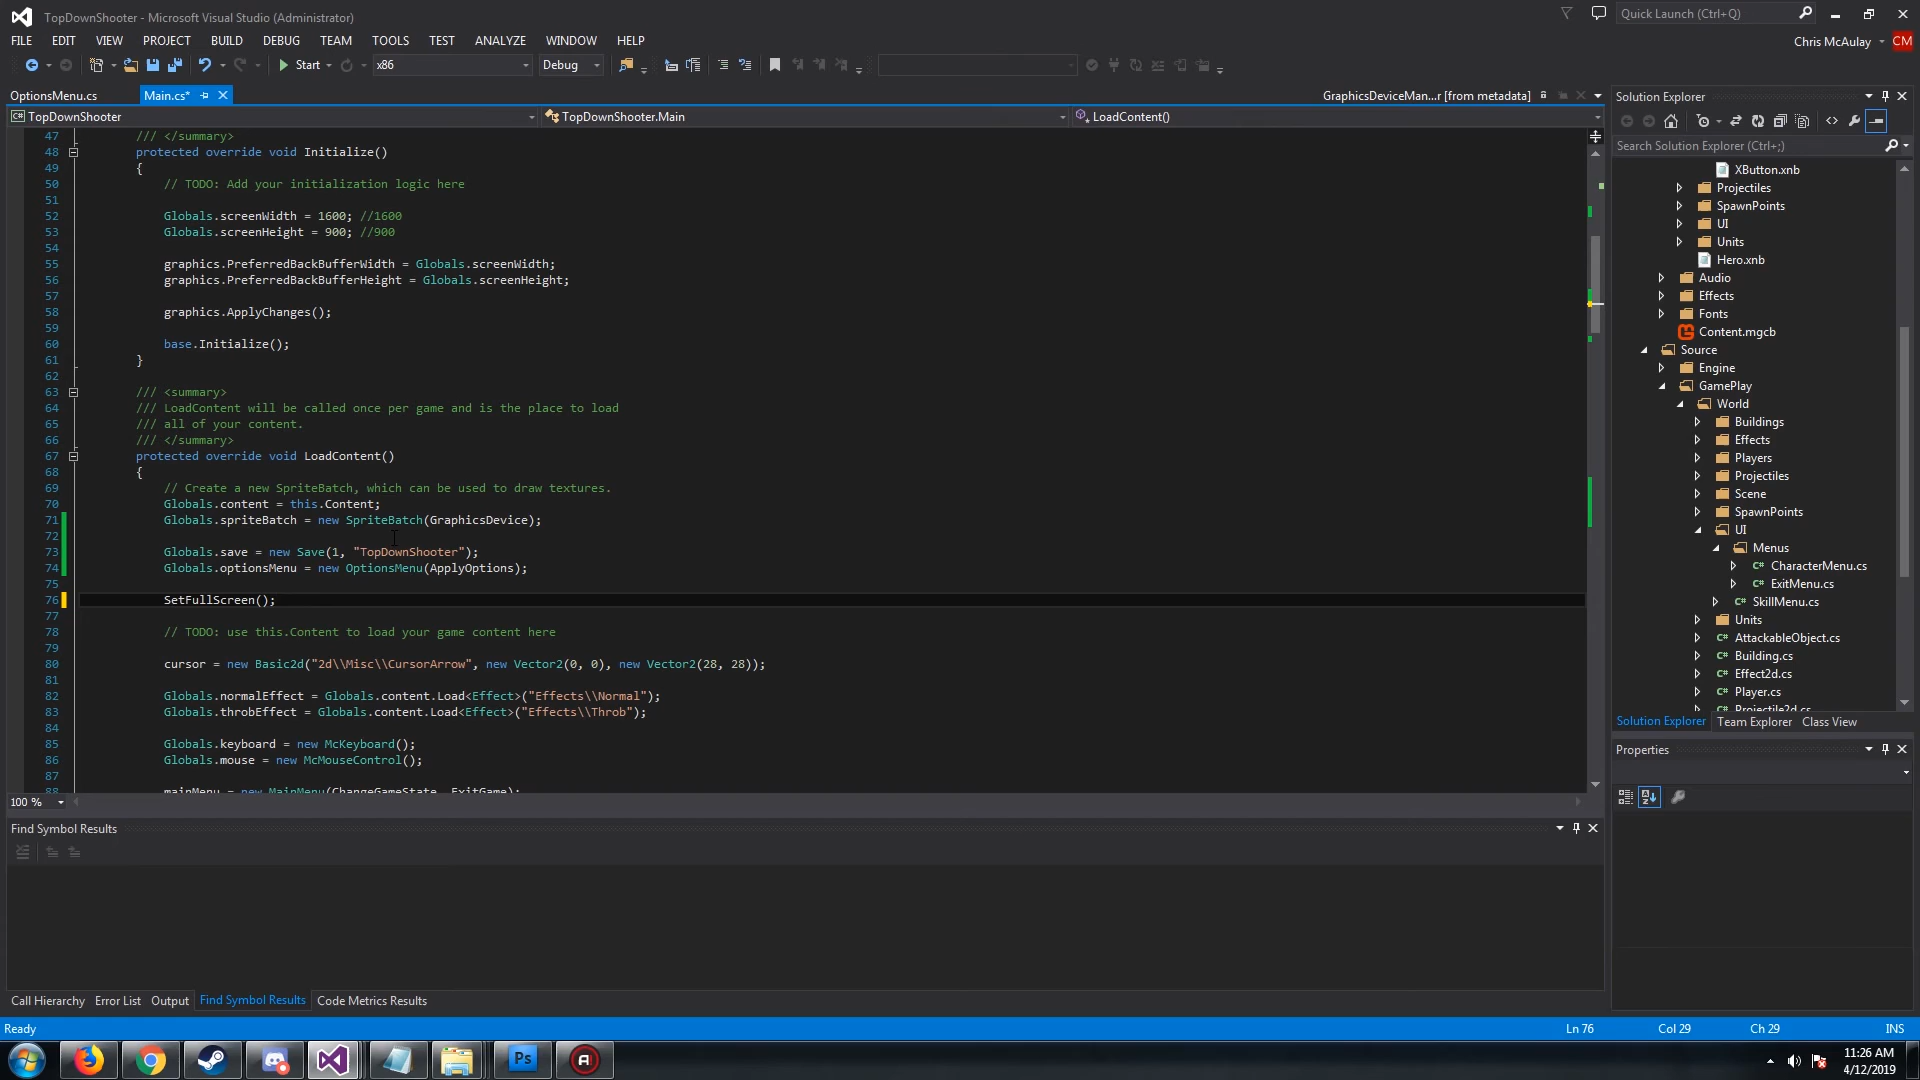 TopDownShooter - Microsoft Visual Studio (Administrator)
Quick Launch (Ctrl+Q)
FILE EDIT VIEW PROJECT BUILD DEBUG TEAM TOOLS TEST ANALYZE WINDOW HELP
Chris McAulay CM
Start x86 Debug
OptionsMenu.cs Main.cs* GraphicsDeviceMan...r [from metadata]
TopDownShooter TopDownShooter.Main LoadContent()
47 /// </summary>
48 protected override void Initialize()
49 {
50 // TODO: Add your initialization logic here
51
52 Globals.screenWidth = 1600; //1600
53 Globals.screenHeight = 900; //900
54
55 graphics.PreferredBackBufferWidth = Globals.screenWidth;
56 graphics.PreferredBackBufferHeight = Globals.screenHeight;
57
58 graphics.ApplyChanges();
59
60 base.Initialize();
61 }
62
63 /// <summary>
64 /// LoadContent will be called once per game and is the place to load
65 /// all of your content.
66 /// </summary>
67 protected override void LoadContent()
68 {
69 // Create a new SpriteBatch, which can be used to draw textures.
70 Globals.content = this.Content;
71 Globals.spriteBatch = new SpriteBatch(GraphicsDevice);
72
73 Globals.save = new Save(1, "TopDownShooter");
74 Globals.optionsMenu = new OptionsMenu(ApplyOptions);
75
76 SetFullScreen();
77
78 // TODO: use this.Content to load your game content here
79
80 cursor = new Basic2d("2d\\Misc\\CursorArrow", new Vector2(0, 0), new Vector2(28, 28));
81
82 Globals.normalEffect = Globals.content.Load<Effect>("Effects\\Normal");
83 Globals.throbEffect = Globals.content.Load<Effect>("Effects\\Throb");
84
85 Globals.keyboard = new McKeyboard();
86 Globals.mouse = new McMouseControl();
87
88 mainMenu = new MainMenu(ChangeGameState, ExitGame);
100 %
Find Symbol Results
Call Hierarchy Error List Output Find Symbol Results Code Metrics Results
Solution Explorer
Search Solution Explorer (Ctrl+;)
XButton.xnb
Projectiles
SpawnPoints
UI
Units
Hero.xnb
Audio
Effects
Fonts
Content.mgcb
Source
Engine
GamePlay
World
Buildings
Effects
Players
Projectiles
Scene
SpawnPoints
UI
Menus
CharacterMenu.cs
ExitMenu.cs
SkillMenu.cs
Units
AttackableObject.cs
Building.cs
Effect2d.cs
Player.cs
Projectile2d.cs
Solution Explorer Team Explorer Class View
Properties
Ready Ln 76 Col 29 Ch 29 INS
Ps
11:26 AM
4/12/2019